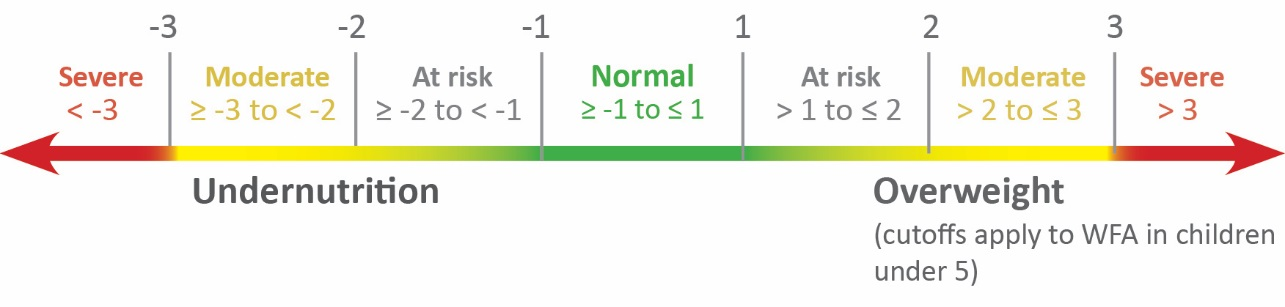 -3 -2 -1 1 2 3
Severe Moderate At risk Normal At risk Moderate Severe
< -3 ≥ -3 to < -2 ≥ -2 to < -1 ≥ -1 to ≤ 1 > 1 to ≤ 2 > 2 to ≤ 3 > 3
Undernutrition Overweight
(cutoffs apply to WFA in children
under 5)